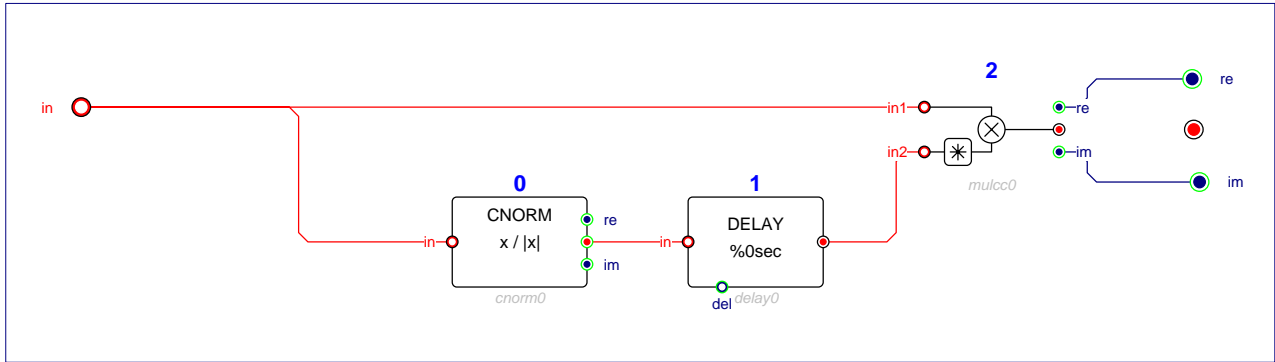 2
re
in
in1
re
in2
im
mulcc0
im
0
1
CNORM
re
DELAY
in
x / |x|
in
%0sec
im
cnorm0
del
delay0